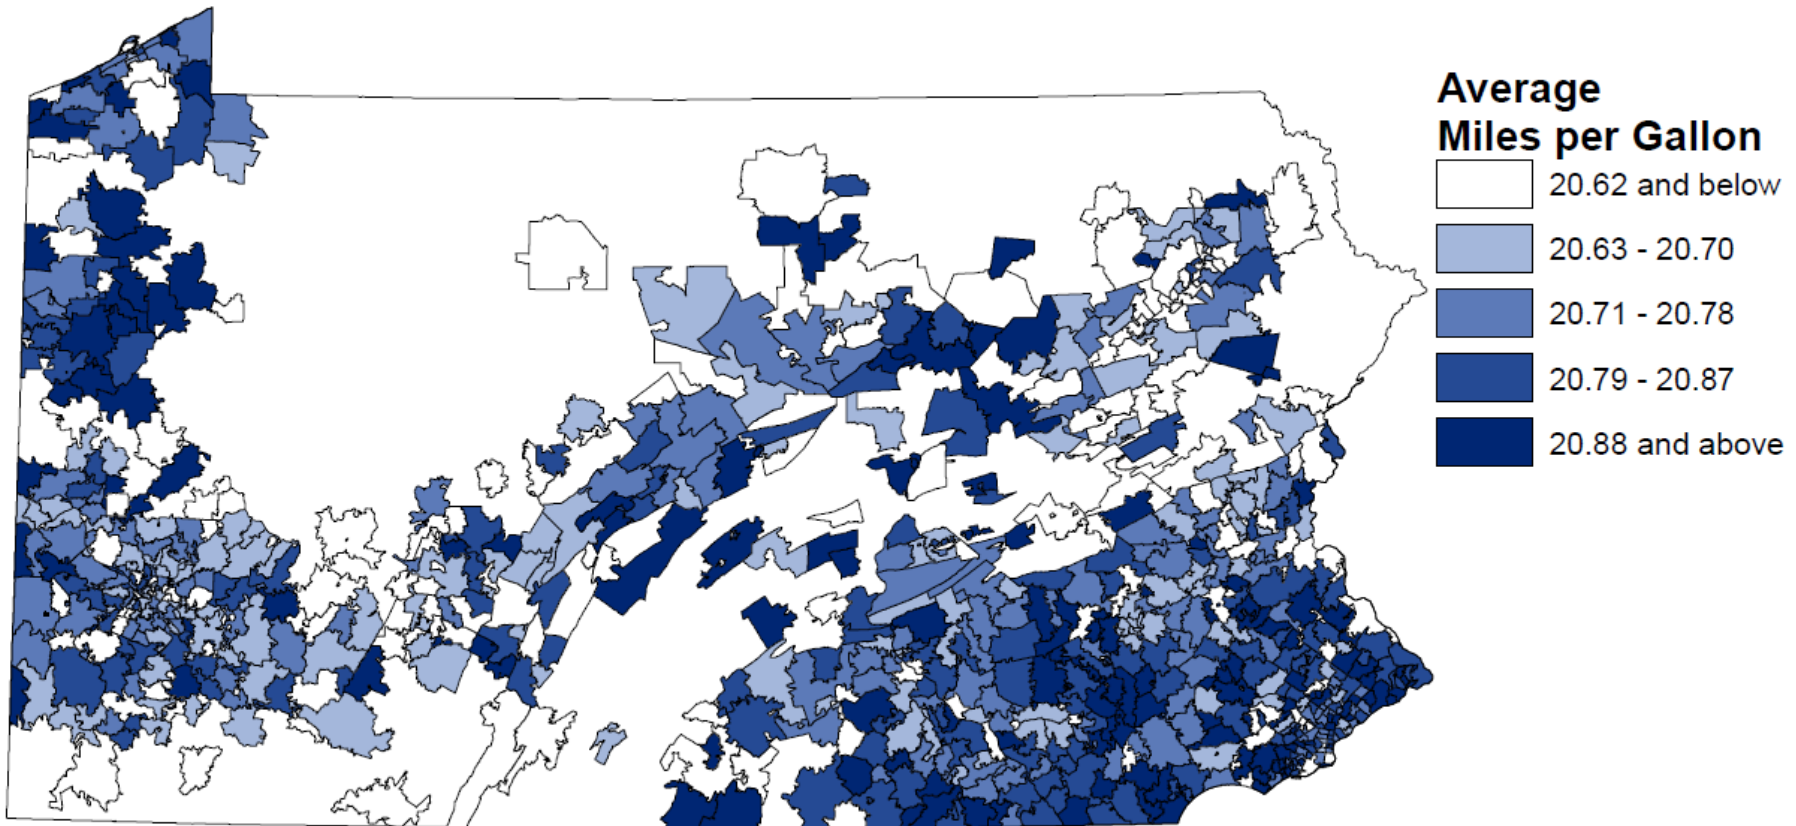 Average
Miles per Gallon
20.62 and below
20.63 - 20.70
20.71 - 20.78
20.79 - 20.87
20.88 and above